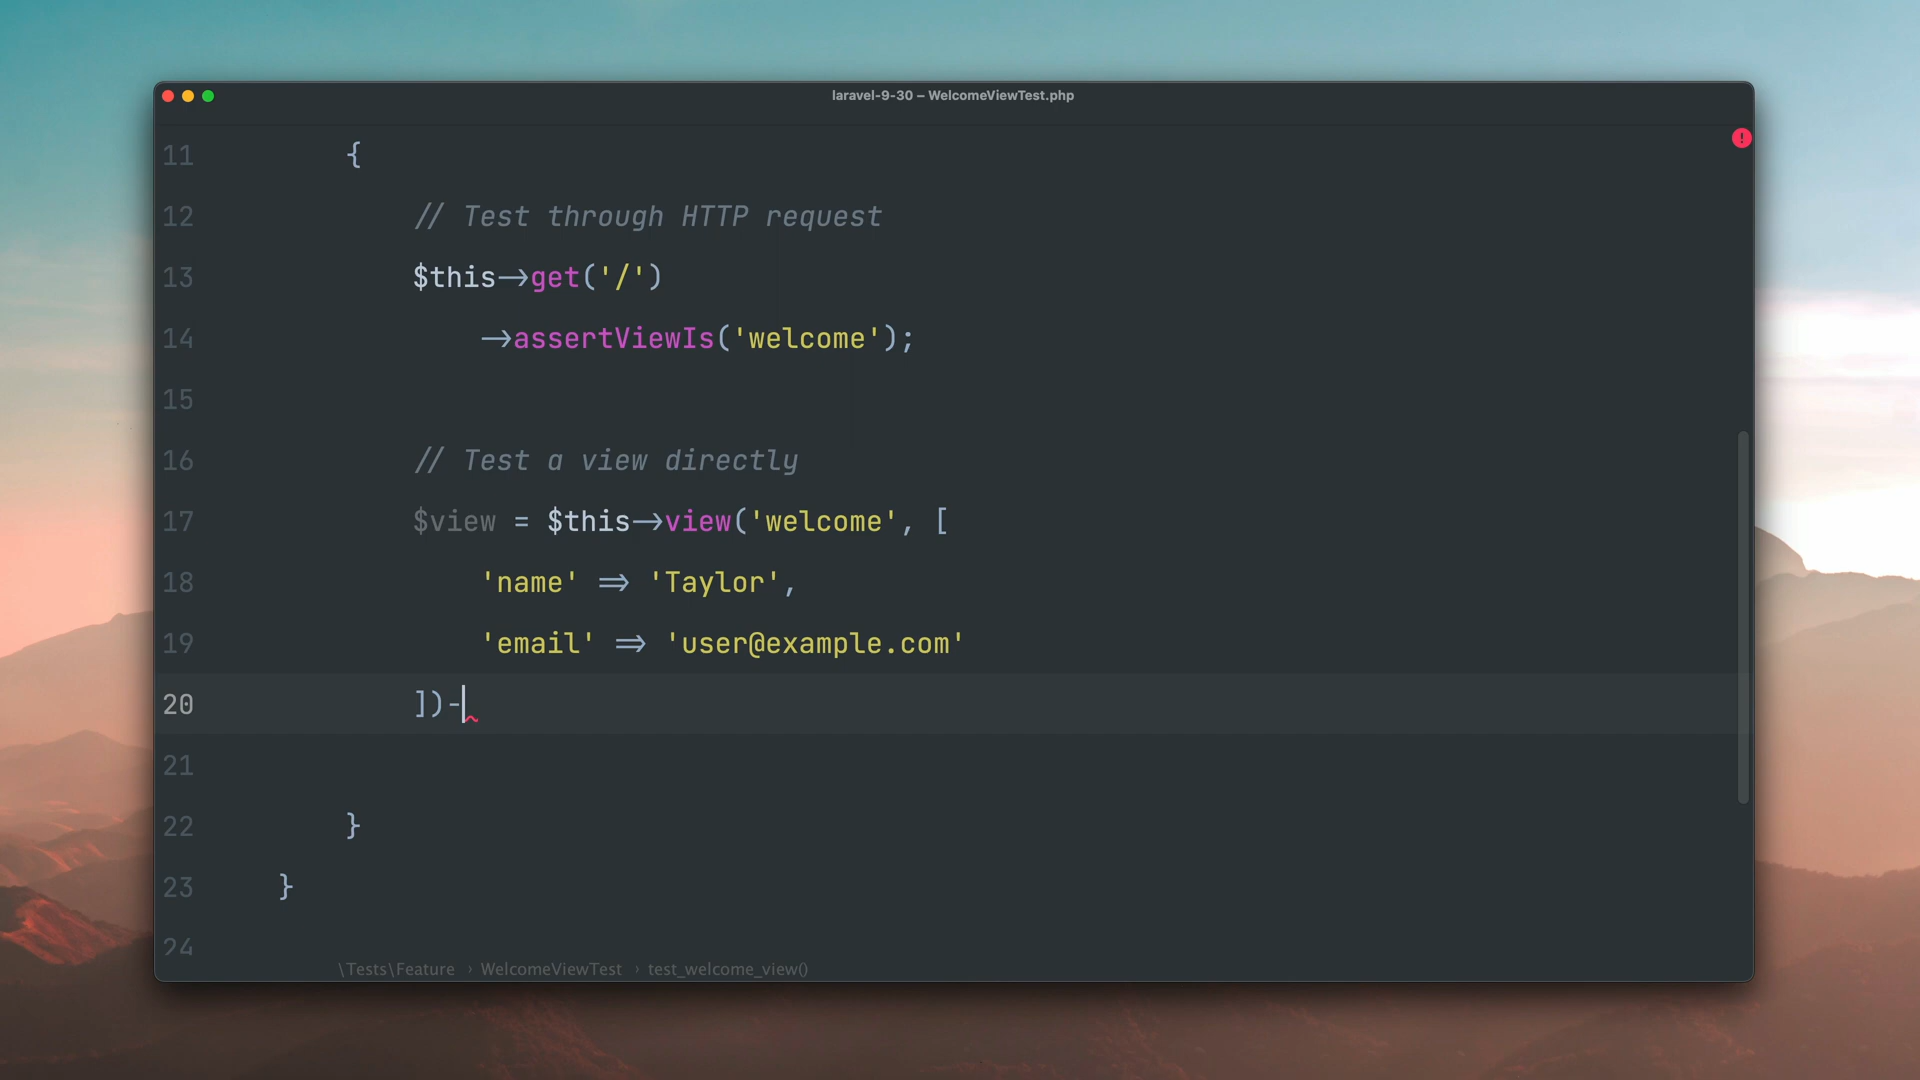 laravel-9-30 – WelcomeViewTest.php
11 {
12 // Test through HTTP request
13 $this->get('/')
14 ->assertViewIs('welcome');
15
16 // Test a view directly
17 $view = $this->view('welcome', [
18 'name' => 'Taylor',
19 'email' => 'user@example.com'
20 ])-
21
22 }
23 }
24
\Tests\Feature › WelcomeViewTest › test_welcome_view()